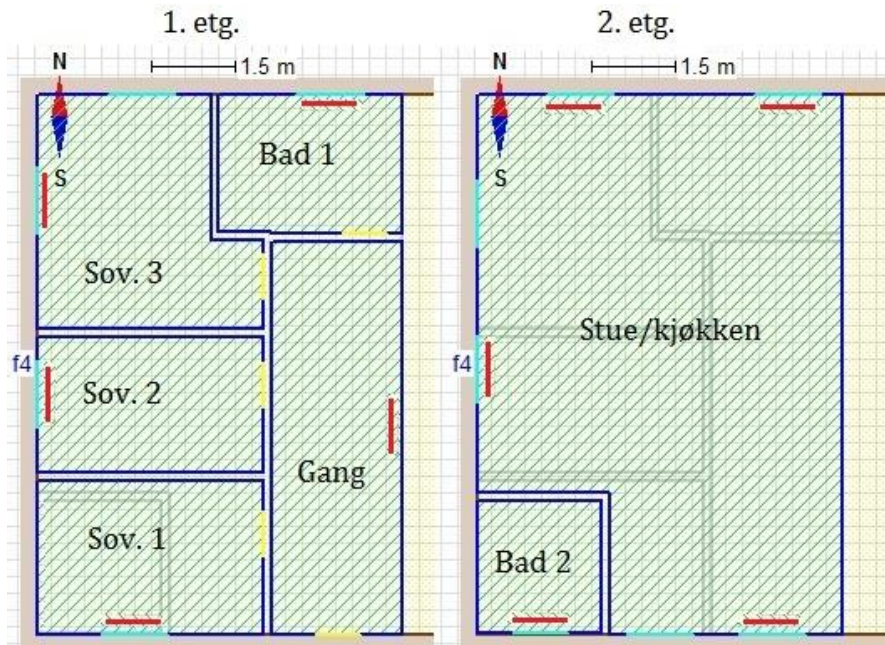 1. etg.
N
1.5 m
S
Bad 1
Sov. 3
f4
Sov. 2
Gang
Sov. 1
2. etg.
N
1.5 m
S
Stue/kjøkken
f4
Bad 2